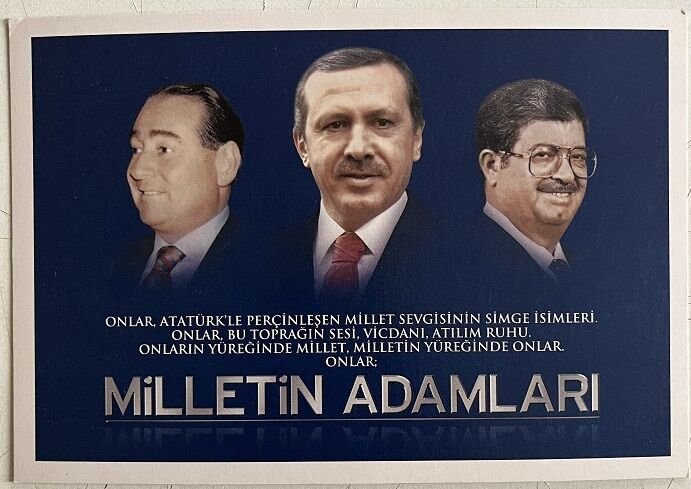 ONLAR, ATATÜRK'LE PERÇİNLEŞEN MİLLET SEVGİSİNİN SİMGE İSİMLERİ.
ONLAR, BU TOPRAĞIN SESİ, VİCDANI, ATILIM RUHU.
ONLARIN YÜREĞİNDE MİLLET, MİLLETİN YÜREĞİNDE ONLAR.
ONLAR;
MİLLETİN ADAMLARI